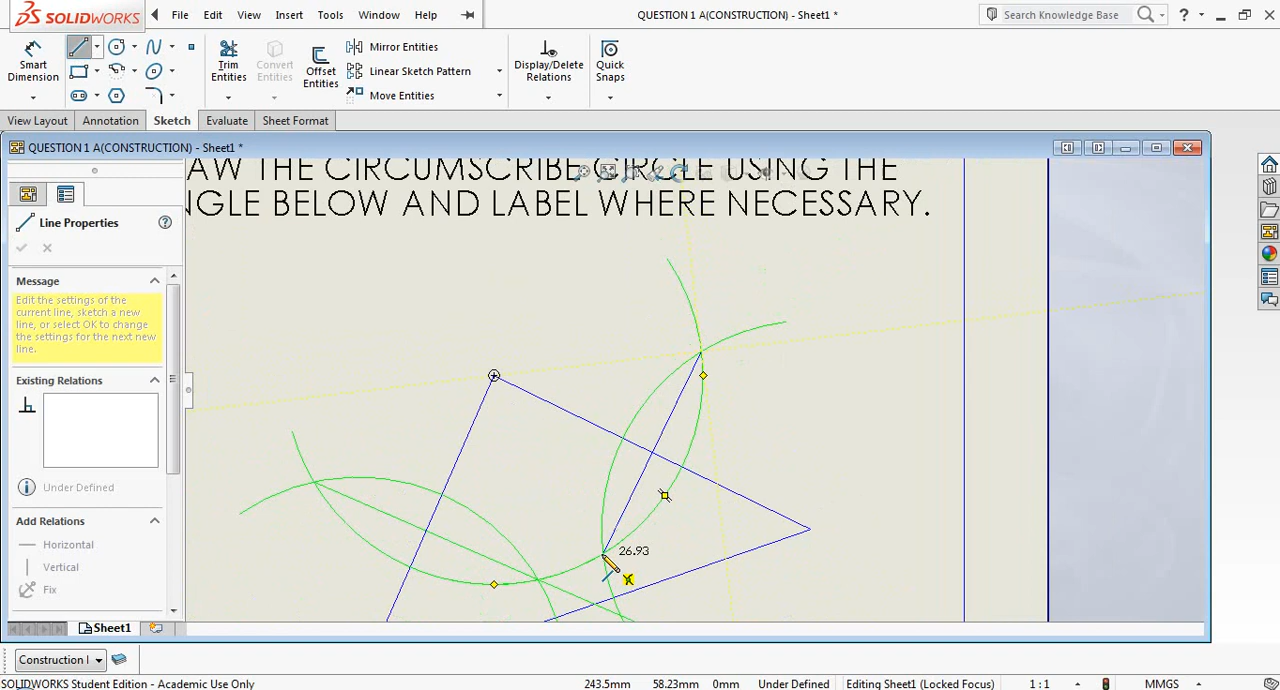 SOLIDWORKS File Edit View Insert Tools Window Help QUESTION 1 A(CONSTRUCTION) - Sheet1 * Search Knowledge Base ?
Smart Dimension
Trim Entities
Convert Entities
Offset Entities
Mirror Entities
Linear Sketch Pattern
Move Entities
Display/Delete Relations
Quick Snaps
View Layout Annotation Sketch Evaluate Sheet Format
QUESTION 1 A(CONSTRUCTION) - Sheet1 *
AW THE CIRCUMSCRIBE CIRCLE USING THE
NGLE BELOW AND LABEL WHERE NECESSARY.
Line Properties
Message
Edit the settings of the
current line, sketch a new
line, or select OK to change
the settings for the next new
line.
Existing Relations
Under Defined
Add Relations
Horizontal
Vertical
Fix
26.93
Sheet1
Construction
SOLIDWORKS Student Edition - Academic Use Only 243.5mm 58.23mm 0mm Under Defined Editing Sheet1 (Locked Focus) 1 : 1 MMGS